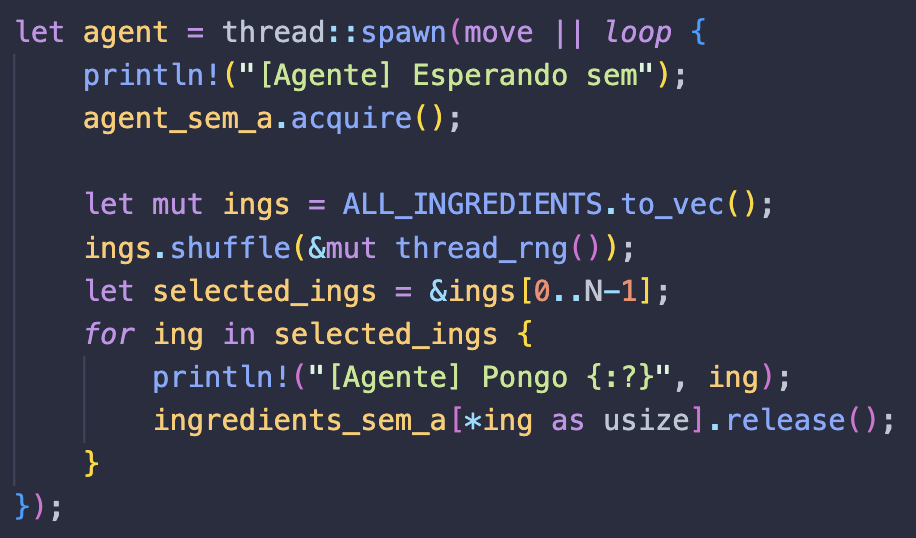 let agent = thread::spawn(move || loop {
    println!("[Agente] Esperando sem");
    agent_sem_a.acquire();

    let mut ings = ALL_INGREDIENTS.to_vec();
    ings.shuffle(&mut thread_rng());
    let selected_ings = &ings[0..N-1];
    for ing in selected_ings {
        println!("[Agente] Pongo {:?}", ing);
        ingredients_sem_a[*ing as usize].release();
    }
});